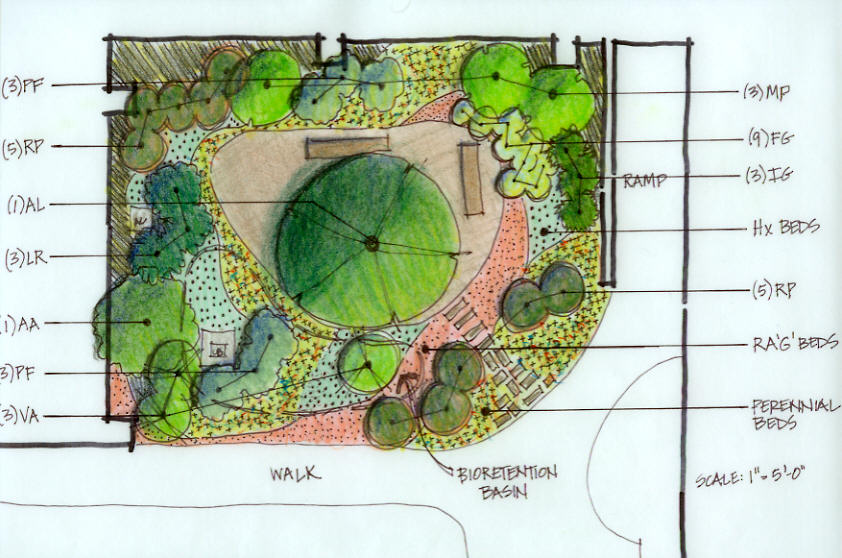 (3)PF
(5)RP
(1)AL
(3)LR
1)AA
3)PF
(3)VA
(3)MP
(9)FG
(3)IG
RAMP
HX BEDS
(5)RP
RA'G' BEDS
PERENNIAL
BEDS
WALK
BIORETENTION
BASIN
SCALE: 1"=5'-0"